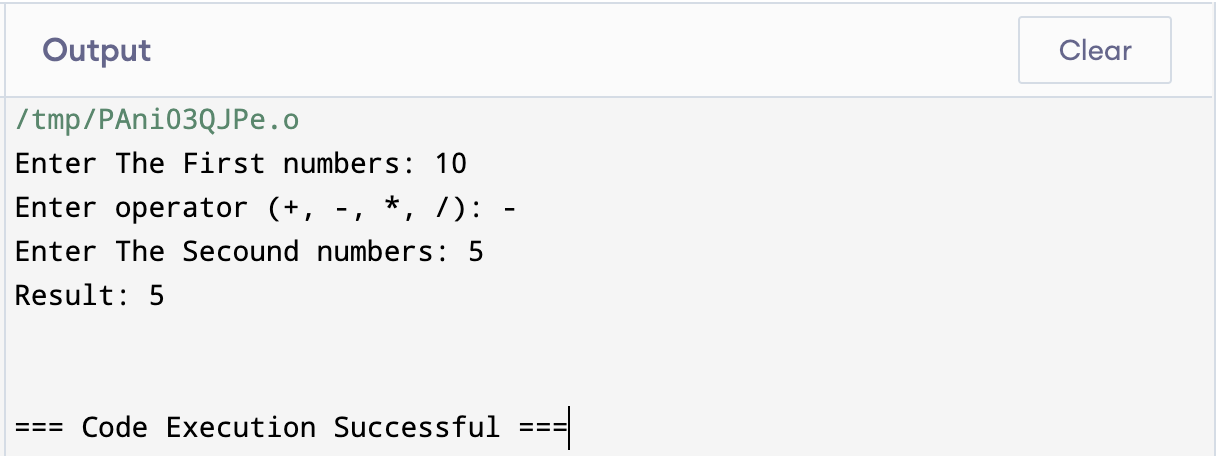 Output
Clear
/tmp/PAniO3QJPe.o
Enter The First numbers: 10
Enter operator (+, -, *, /): -
Enter The Secound numbers: 5
Result: 5
=== Code Execution Successful ===